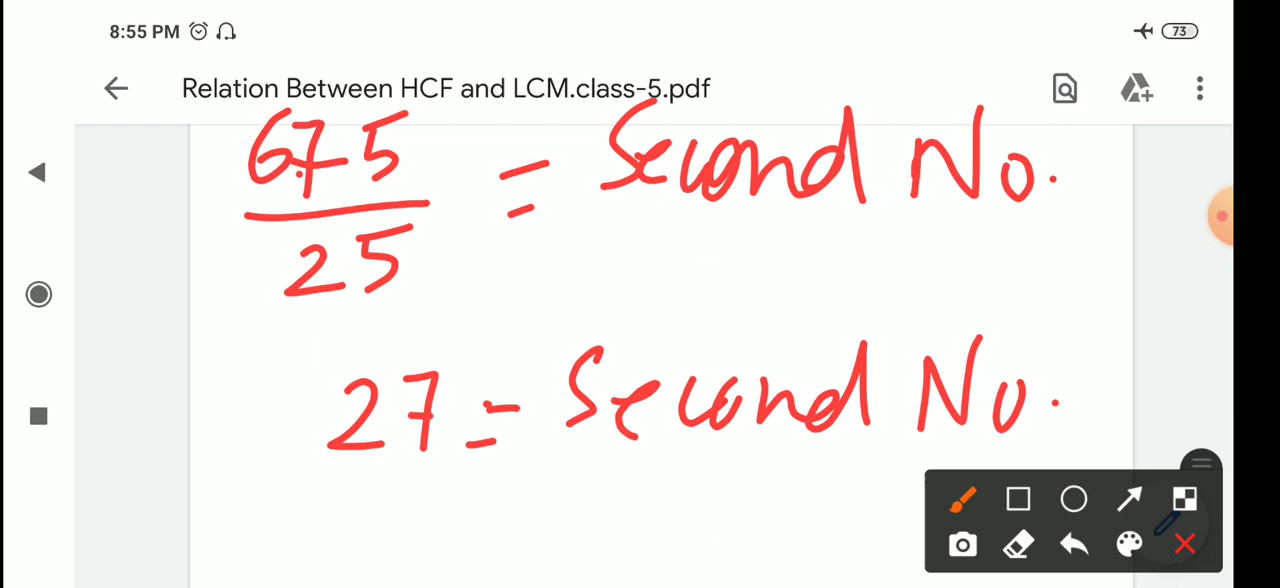 8:55 PM
73
Relation Between HCF and LCM.class-5.pdf
675
25
= Second No.
27 = Second No.